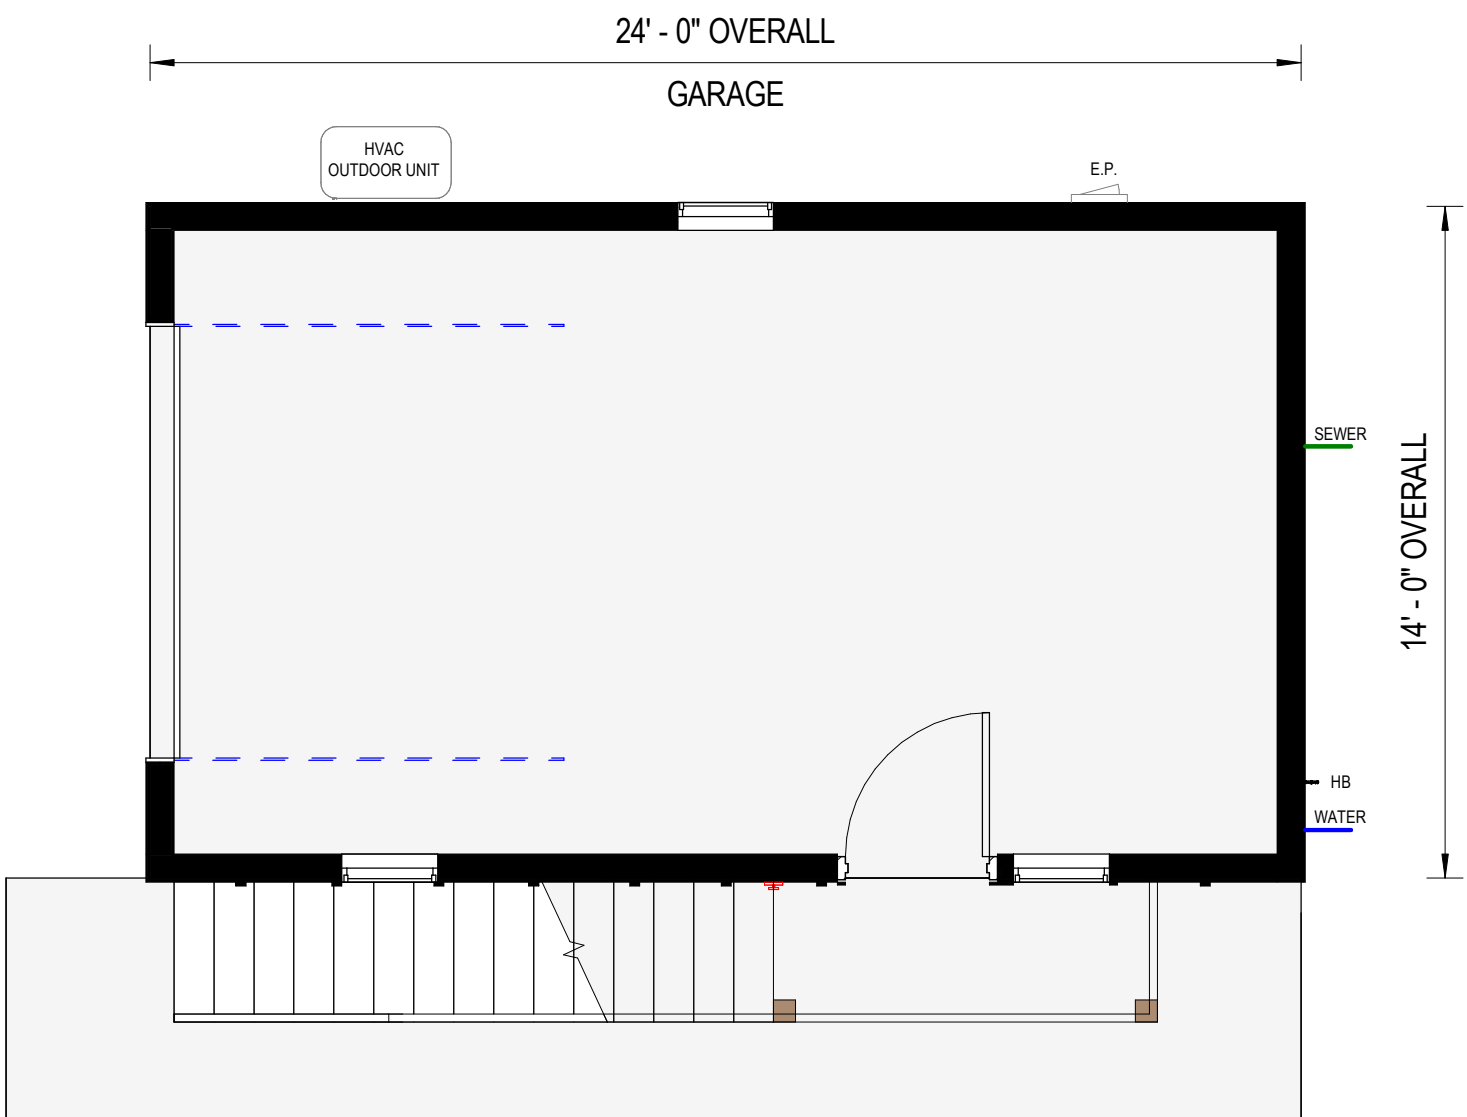 24' - 0" OVERALL
GARAGE
HVAC
OUTDOOR UNIT
E.P.
SEWER
14' - 0" OVERALL
HB
WATER